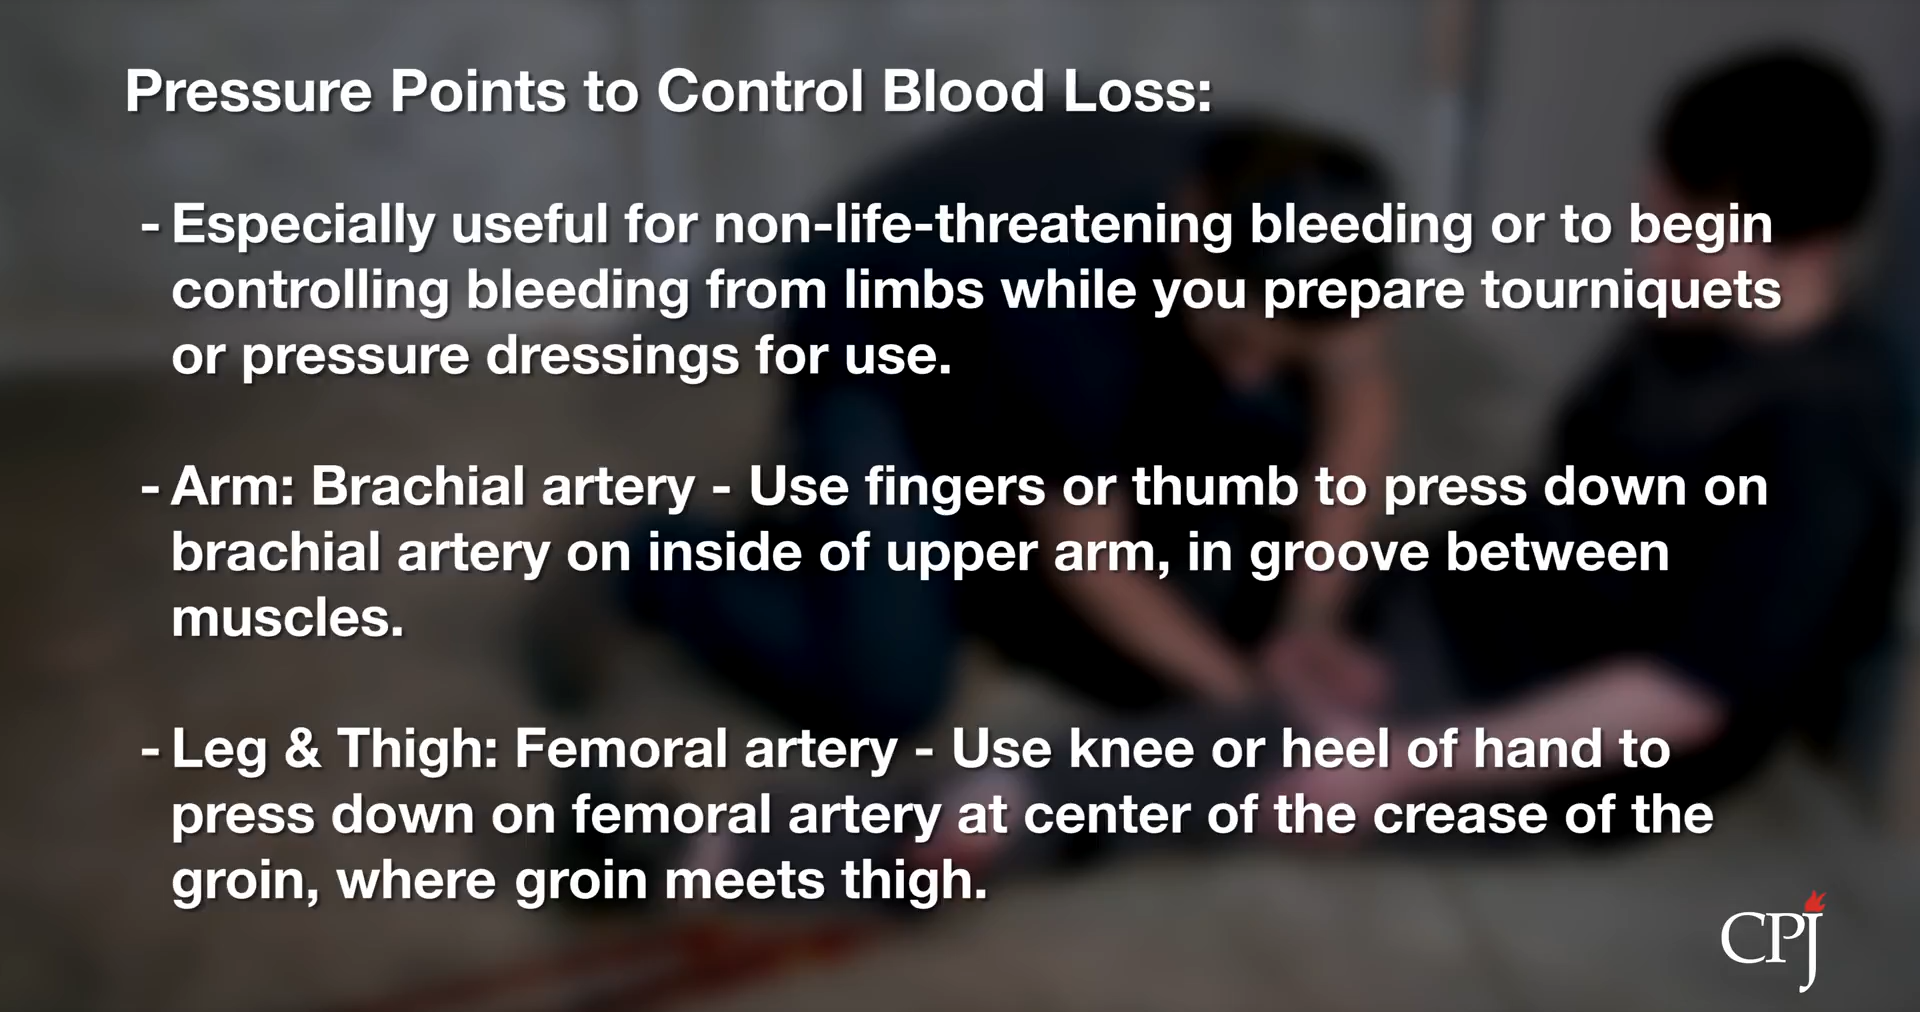 Pressure Points to Control Blood Loss:
- Especially useful for non-life-threatening bleeding or to begin
controlling bleeding from limbs while you prepare tourniquets
or pressure dressings for use.
- Arm: Brachial artery - Use fingers or thumb to press down on
brachial artery on inside of upper arm, in groove between
muscles.
- Leg & Thigh: Femoral artery - Use knee or heel of hand to
press down on femoral artery at center of the crease of the
groin, where groin meets thigh.
CPJ